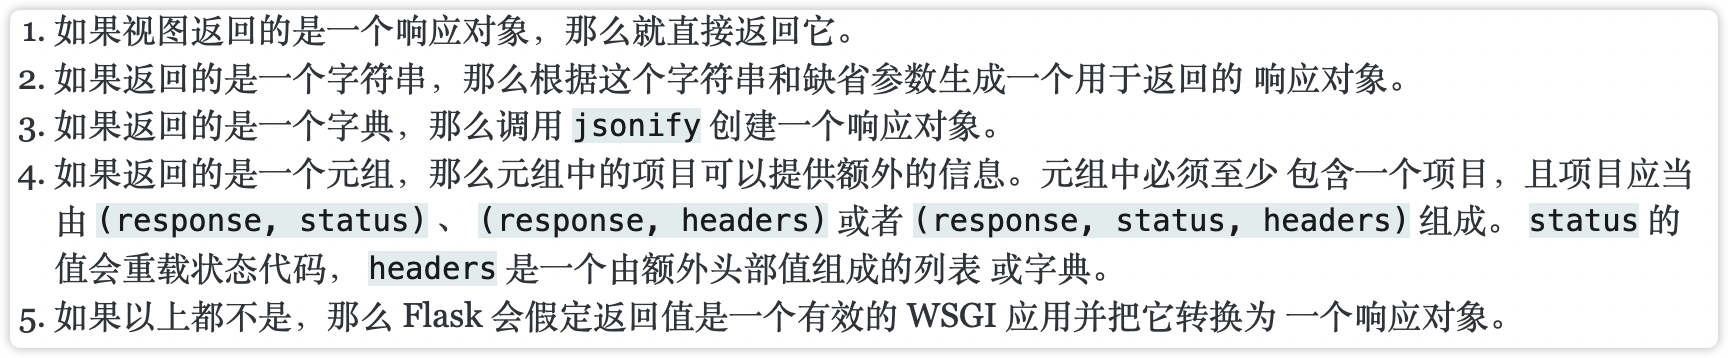 1. 如果视图返回的是一个响应对象，那么就直接返回它。
2. 如果返回的是一个字符串，那么根据这个字符串和缺省参数生成一个用于返回的 响应对象。
3. 如果返回的是一个字典，那么调用 jsonify 创建一个响应对象。
4. 如果返回的是一个元组，那么元组中的项目可以提供额外的信息。元组中必须至少 包含一个项目，且项目应当
由 (response, status) 、 (response, headers) 或者 (response, status, headers) 组成。 status 的
值会重载状态代码， headers 是一个由额外头部值组成的列表 或字典。
5. 如果以上都不是，那么 Flask 会假定返回值是一个有效的 WSGI 应用并把它转换为 一个响应对象。